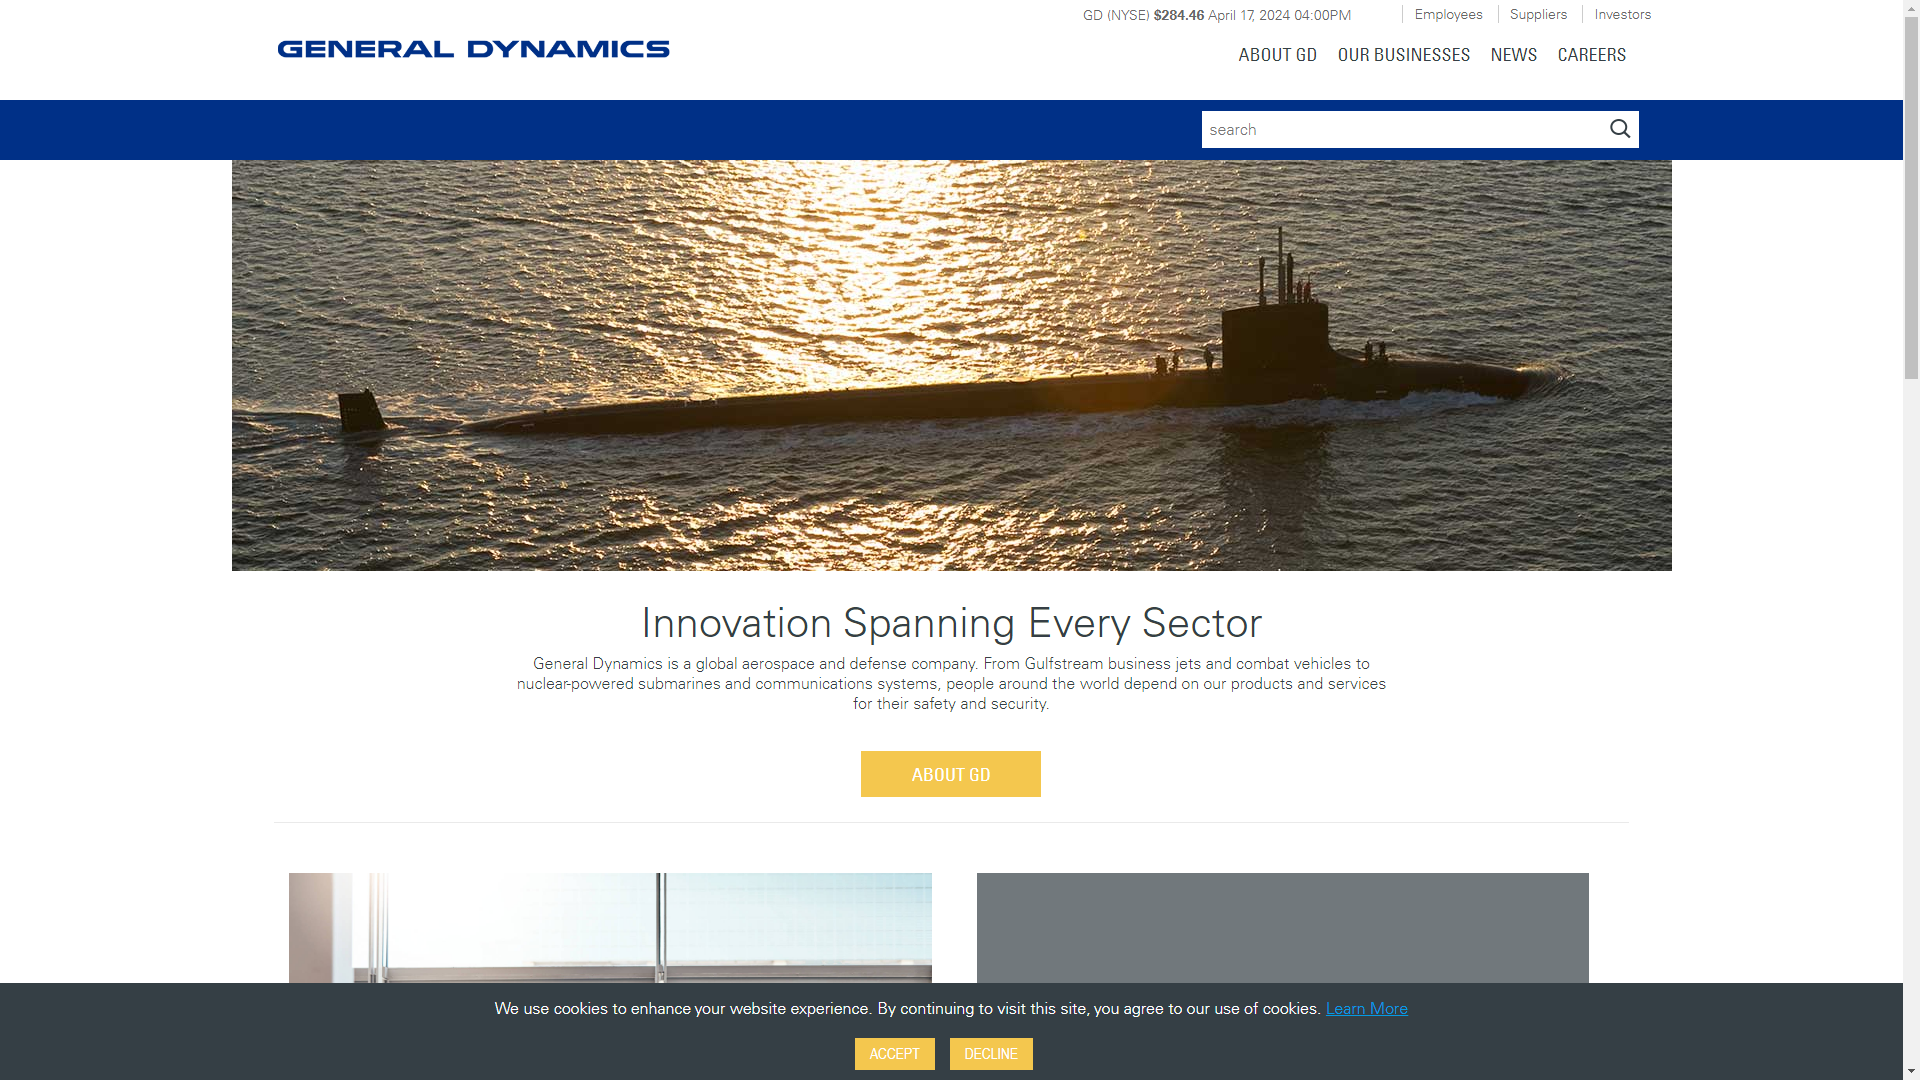 GD (NYSE) $284.46 April 17, 2024 04:00PM
Employees
Suppliers
Investors
GENERAL DYNAMICS
ABOUT GD
OUR BUSINESSES
NEWS
CAREERS
search
Innovation Spanning Every Sector
General Dynamics is a global aerospace and defense company. From Gulfstream business jets and combat vehicles to
nuclear-powered submarines and communications systems, people around the world depend on our products and services
for their safety and security.
ABOUT GD
We use cookies to enhance your website experience. By continuing to visit this site, you agree to our use of cookies. Learn More
ACCEPT
DECLINE